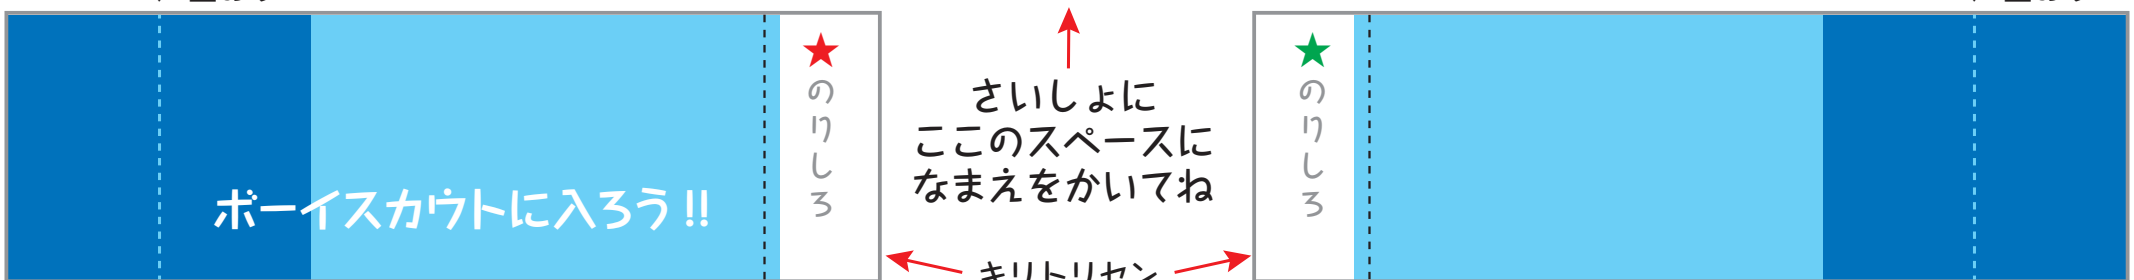 ボーイスカウトに入ろう!!
★のりしろ
さいしょに
ここのスペースに
なまえをかいてね
キリトリセン
★のりしろ